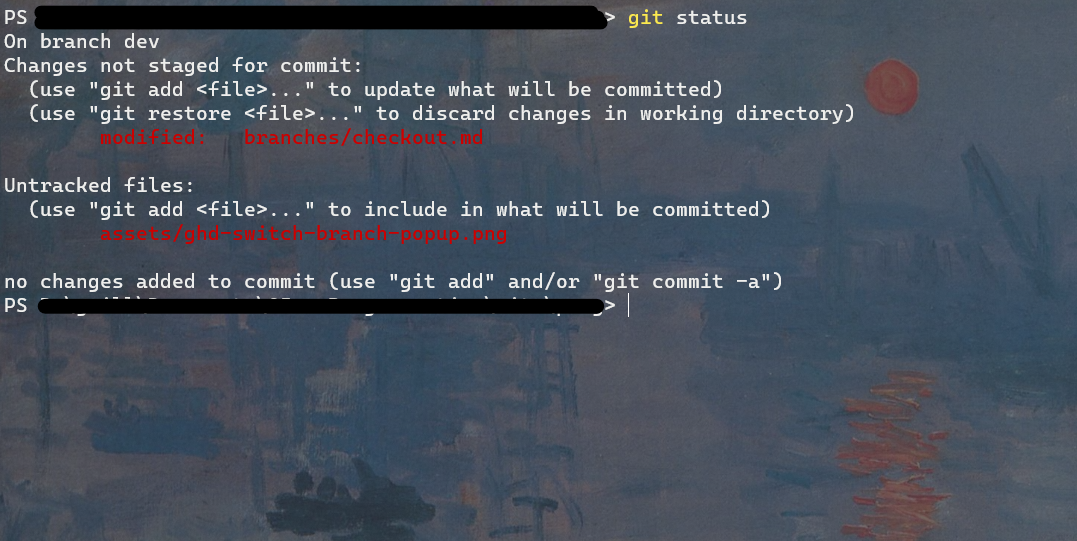 PS > git status
On branch dev
Changes not staged for commit:
(use "git add <file>..." to update what will be committed)
(use "git restore <file>..." to discard changes in working directory)
modified: branches/checkout.md
Untracked files:
(use "git add <file>..." to include in what will be committed)
assets/ghd-switch-branch-popup.png
no changes added to commit (use "git add" and/or "git commit -a")
PS >